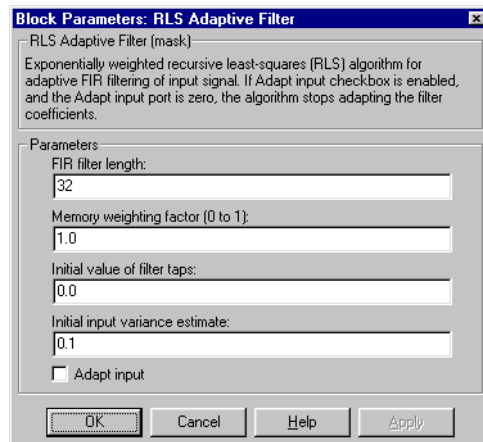 Block Parameters: RLS Adaptive Filter
RLS Adaptive Filter (mask)
Exponentially weighted recursive least-squares (RLS) algorithm for
adaptive FIR filtering of input signal. If Adapt input checkbox is enabled,
and the Adapt input port is zero, the algorithm stops adapting the filter
coefficients.
Parameters
FIR filter length:
32
Memory weighting factor (0 to 1):
1.0
Initial value of filter taps:
0.0
Initial input variance estimate:
0.1
Adapt input
OK Cancel Help Apply